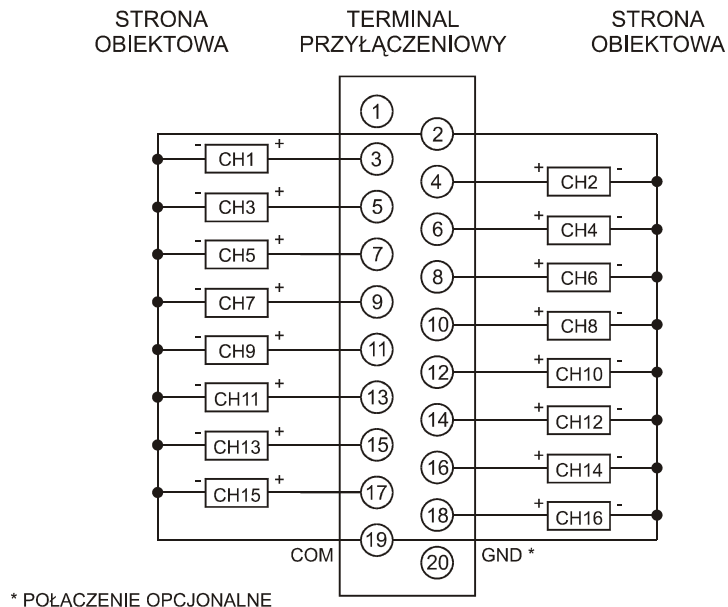 STRONA
OBIEKTOWA
TERMINAL
PRZYŁĄCZENIOWY
STRONA
OBIEKTOWA
1
2
- CH1 + 3
4 + CH2 -
- CH3 + 5
6 + CH4 -
- CH5 + 7
8 + CH6 -
- CH7 + 9
10 + CH8 -
- CH9 + 11
12 + CH10 -
- CH11 + 13
14 + CH12 -
- CH13 + 15
16 + CH14 -
- CH15 + 17
18 + CH16 -
COM 19
20 GND *
* POŁACZENIE OPCJONALNE